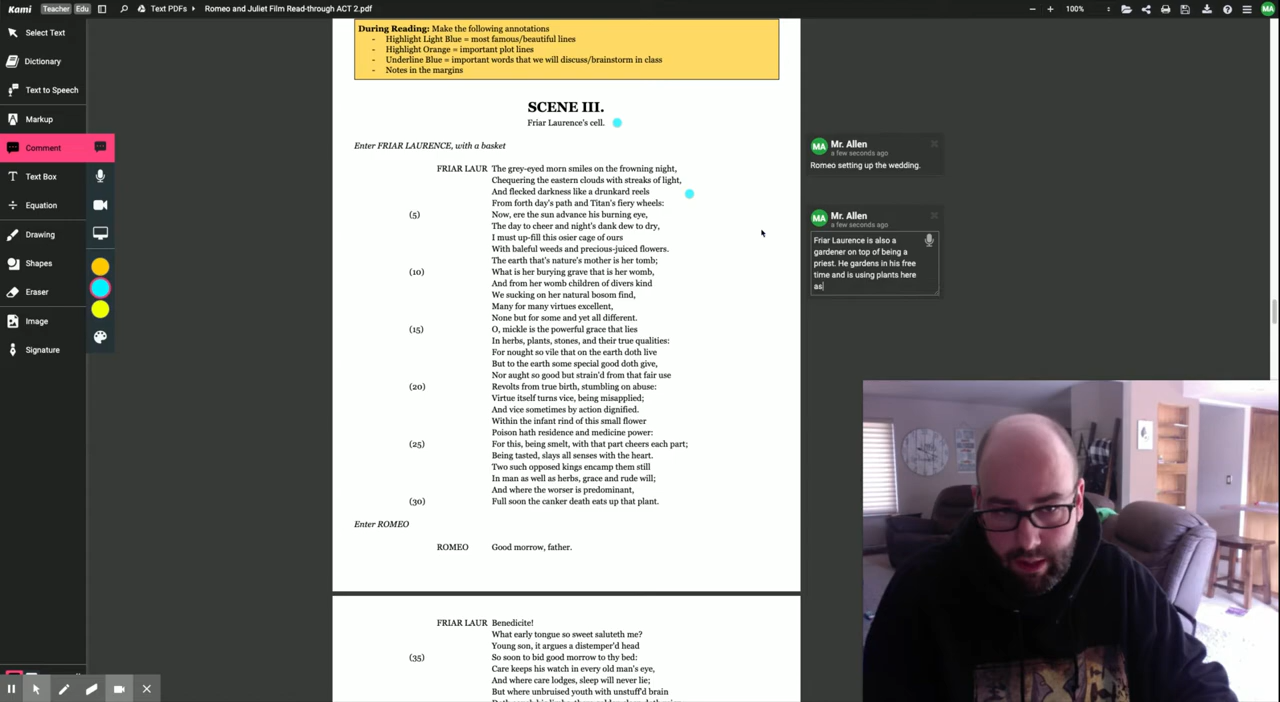 Kami Teacher Edu Text PDFs Romeo and Juliet Film Read-through ACT 2.pdf 100% MA
Select Text
Dictionary
Text to Speech
Markup
Comment
Text Box
Equation
Drawing
Shapes
Eraser
Image
Signature
During Reading: Make the following annotations
- Highlight Light Blue = most famous/beautiful lines
- Highlight Orange = important plot lines
- Underline Blue = important words that we will discuss/brainstorm in class
- Notes in the margins
SCENE III.
Friar Laurence's cell.
Enter FRIAR LAURENCE, with a basket
FRIAR LAUR The grey-eyed morn smiles on the frowning night,
Chequering the eastern clouds with streaks of light,
And flecked darkness like a drunkard reels
From forth day's path and Titan's fiery wheels:
(5) Now, ere the sun advance his burning eye,
The day to cheer and night's dank dew to dry,
I must up-fill this osier cage of ours
With baleful weeds and precious-juiced flowers.
The earth that's nature's mother is her tomb;
(10) What is her burying grave that is her womb,
And from her womb children of divers kind
We sucking on her natural bosom find,
Many for many virtues excellent,
None but for some and yet all different.
(15) O, mickle is the powerful grace that lies
In herbs, plants, stones, and their true qualities:
For nought so vile that on the earth doth live
But to the earth some special good doth give,
Nor aught so good but strain'd from that fair use
(20) Revolts from true birth, stumbling on abuse:
Virtue itself turns vice, being misapplied;
And vice sometimes by action dignified.
Within the infant rind of this small flower
Poison hath residence and medicine power:
(25) For this, being smelt, with that part cheers each part;
Being tasted, slays all senses with the heart.
Two such opposed kings encamp them still
In man as well as herbs, grace and rude will;
And where the worser is predominant,
(30) Full soon the canker death eats up that plant.
Enter ROMEO
ROMEO Good morrow, father.
FRIAR LAUR Benedicite!
What early tongue so sweet saluteth me?
Young son, it argues a distemper'd head
(35) So soon to bid good morrow to thy bed:
Care keeps his watch in every old man's eye,
And where care lodges, sleep will never lie;
But where unbruised youth with unstuff'd brain
MA Mr. Allen
a few seconds ago
Romeo setting up the wedding.
MA Mr. Allen
a few seconds ago
Friar Laurence is also a
gardener on top of being a
priest. He gardens in his free
time and is using plants here
as